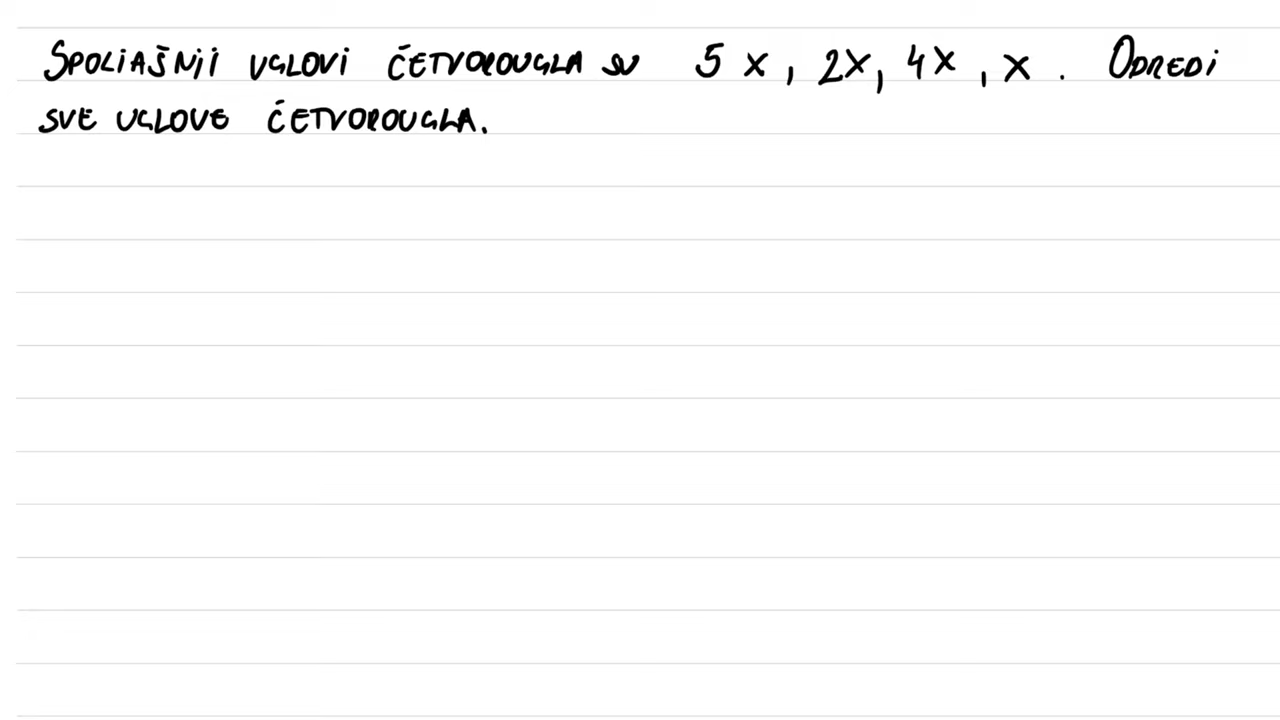 SPOLJAŠNJI UGLOVI ČETVOROUGLA SU 5x, 2x, 4x, x. ODREDI
SVE UGLOVE ČETVOROUGLA.